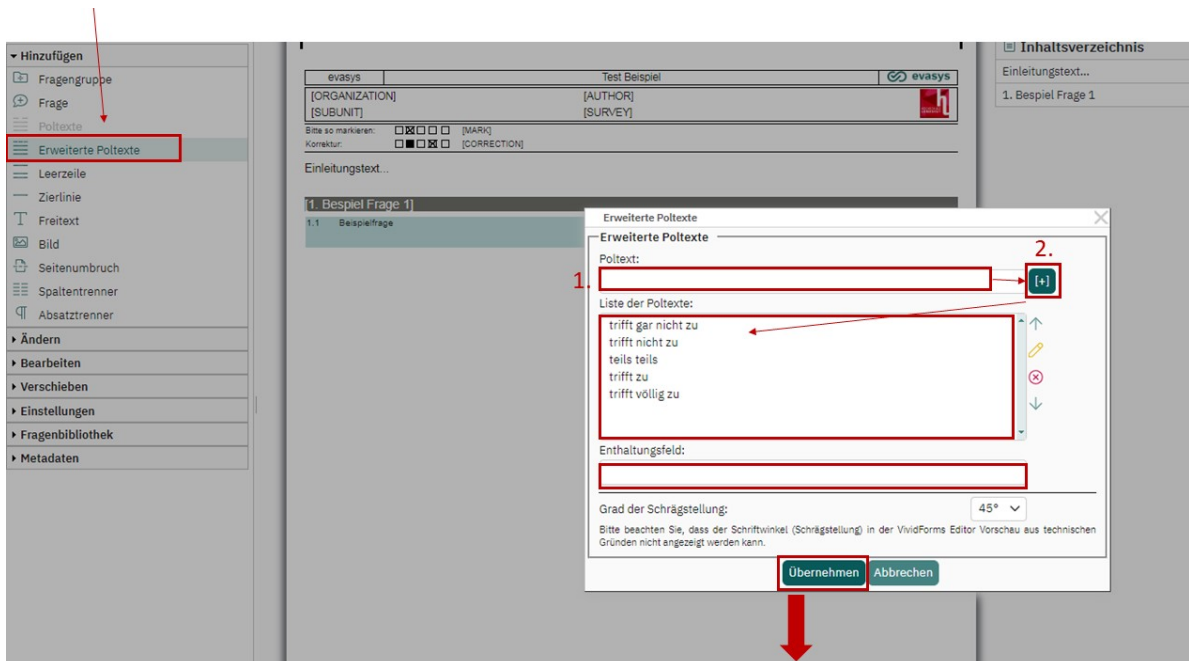 Hinzufügen
Fragengruppe
Frage
Poltexte
Erweiterte Poltexte
Leerzeile
Zierlinie
Freitext
Bild
Seitenumbruch
Spaltentrenner
Absatztrenner
Ändern
Bearbeiten
Verschieben
Einstellungen
Fragenbibliothek
Metadaten
evasys Test Beispiel evasys
[ORGANIZATION] [AUTHOR]
[SUBUNIT] [SURVEY]
Bitte so markieren: [MARK]
Korrektur: [CORRECTION]
Einleitungstext...
[1. Bespiel Frage 1]
1.1 Beispielfrage
Inhaltsverzeichnis
Einleitungstext...
1. Bespiel Frage 1
Erweiterte Poltexte
Erweiterte Poltexte
2.
Poltext:
1.
[+]
Liste der Poltexte:
trifft gar nicht zu
trifft nicht zu
teils teils
trifft zu
trifft völlig zu
Enthaltungsfeld:
Grad der Schrägstellung: 45°
Bitte beachten Sie, dass der Schriftwinkel (Schrägstellung) in der VividForms Editor Vorschau aus technischen
Gründen nicht angezeigt werden kann.
Übernehmen Abbrechen